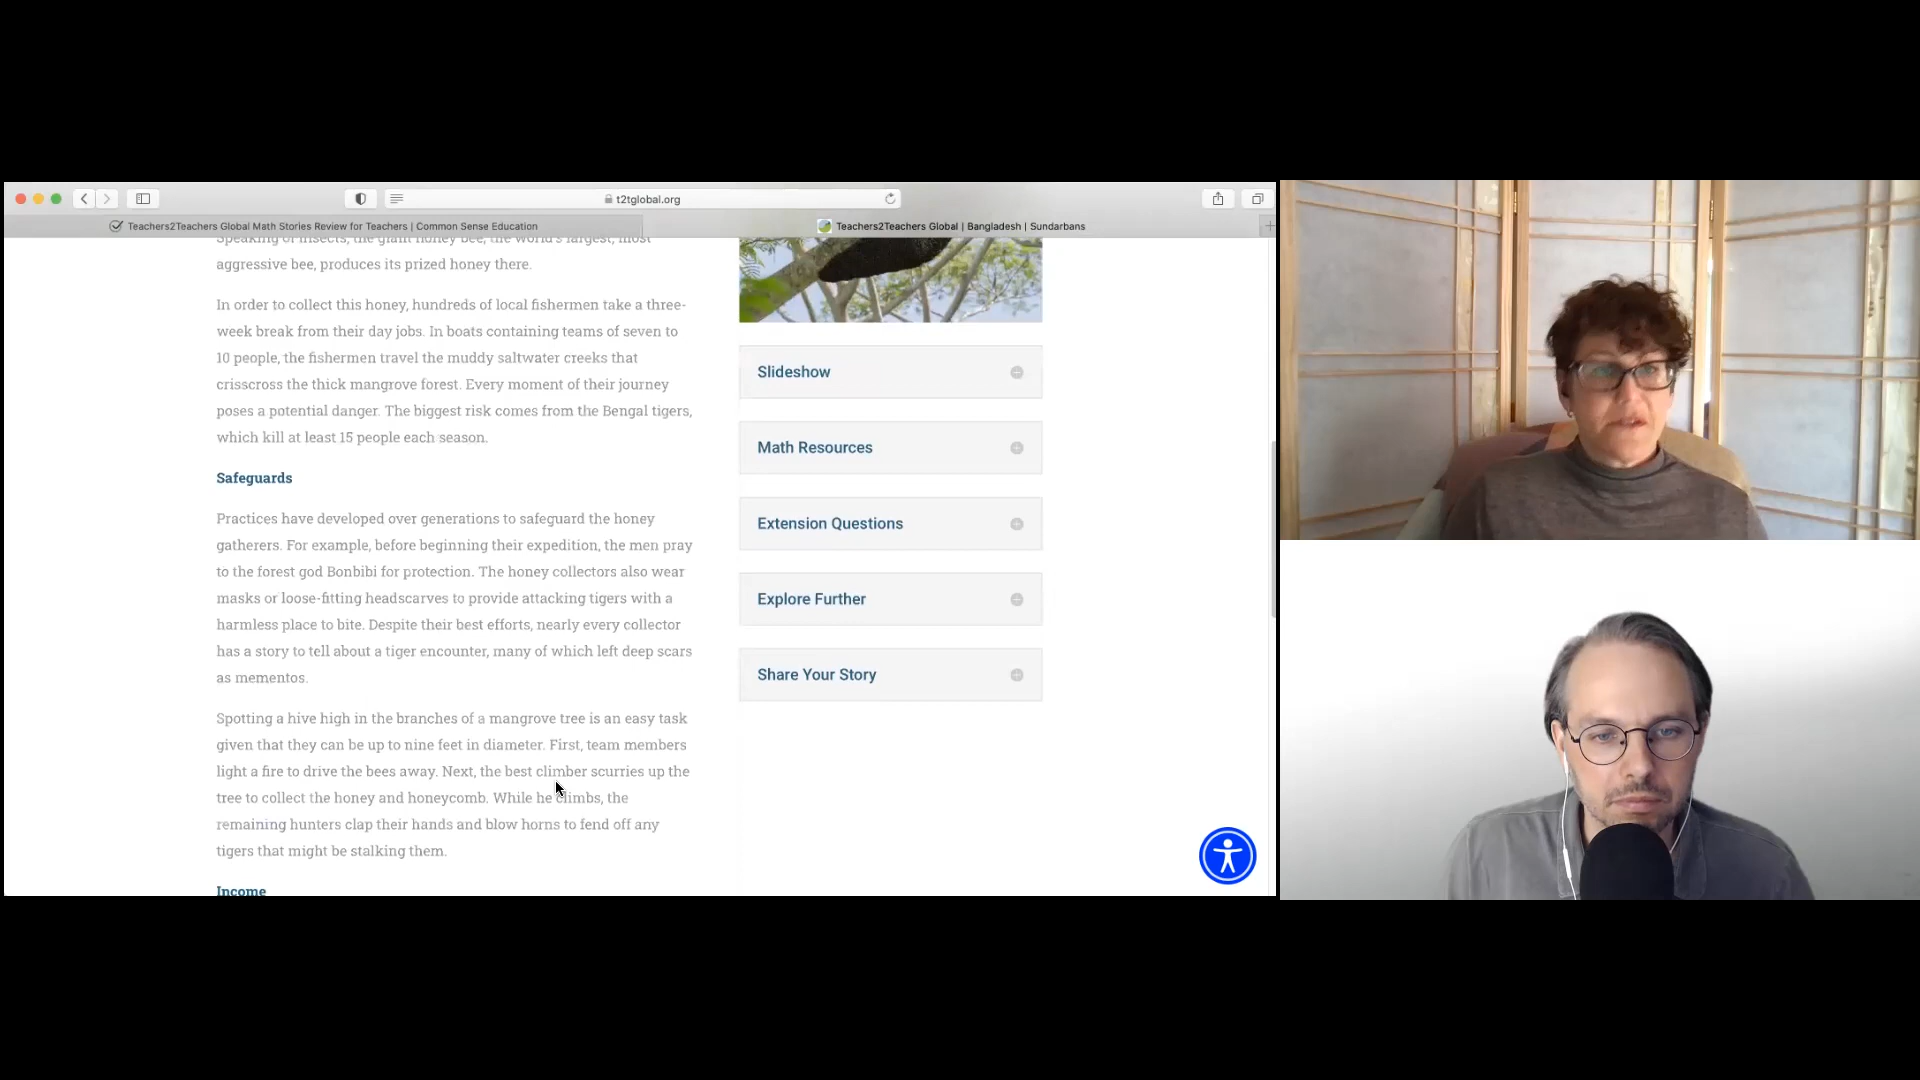 t2tglobal.org
Teachers2Teachers Global Math Stories Review for Teachers | Common Sense Education
Teachers2Teachers Global | Bangladesh | Sundarbans
Speaking of insects, the giant honey bee, the world's largest, most
aggressive bee, produces its prized honey there.
In order to collect this honey, hundreds of local fishermen take a three-
week break from their day jobs. In boats containing teams of seven to
10 people, the fishermen travel the muddy saltwater creeks that
crisscross the thick mangrove forest. Every moment of their journey
poses a potential danger. The biggest risk comes from the Bengal tigers,
which kill at least 15 people each season.
Safeguards
Practices have developed over generations to safeguard the honey
gatherers. For example, before beginning their expedition, the men pray
to the forest god Bonbibi for protection. The honey collectors also wear
masks or loose-fitting headscarves to provide attacking tigers with a
harmless place to bite. Despite their best efforts, nearly every collector
has a story to tell about a tiger encounter, many of which left deep scars
as mementos.
Spotting a hive high in the branches of a mangrove tree is an easy task
given that they can be up to nine feet in diameter. First, team members
light a fire to drive the bees away. Next, the best climber scurries up the
tree to collect the honey and honeycomb. While he climbs, the
remaining hunters clap their hands and blow horns to fend off any
tigers that might be stalking them.
Income
Slideshow
Math Resources
Extension Questions
Explore Further
Share Your Story